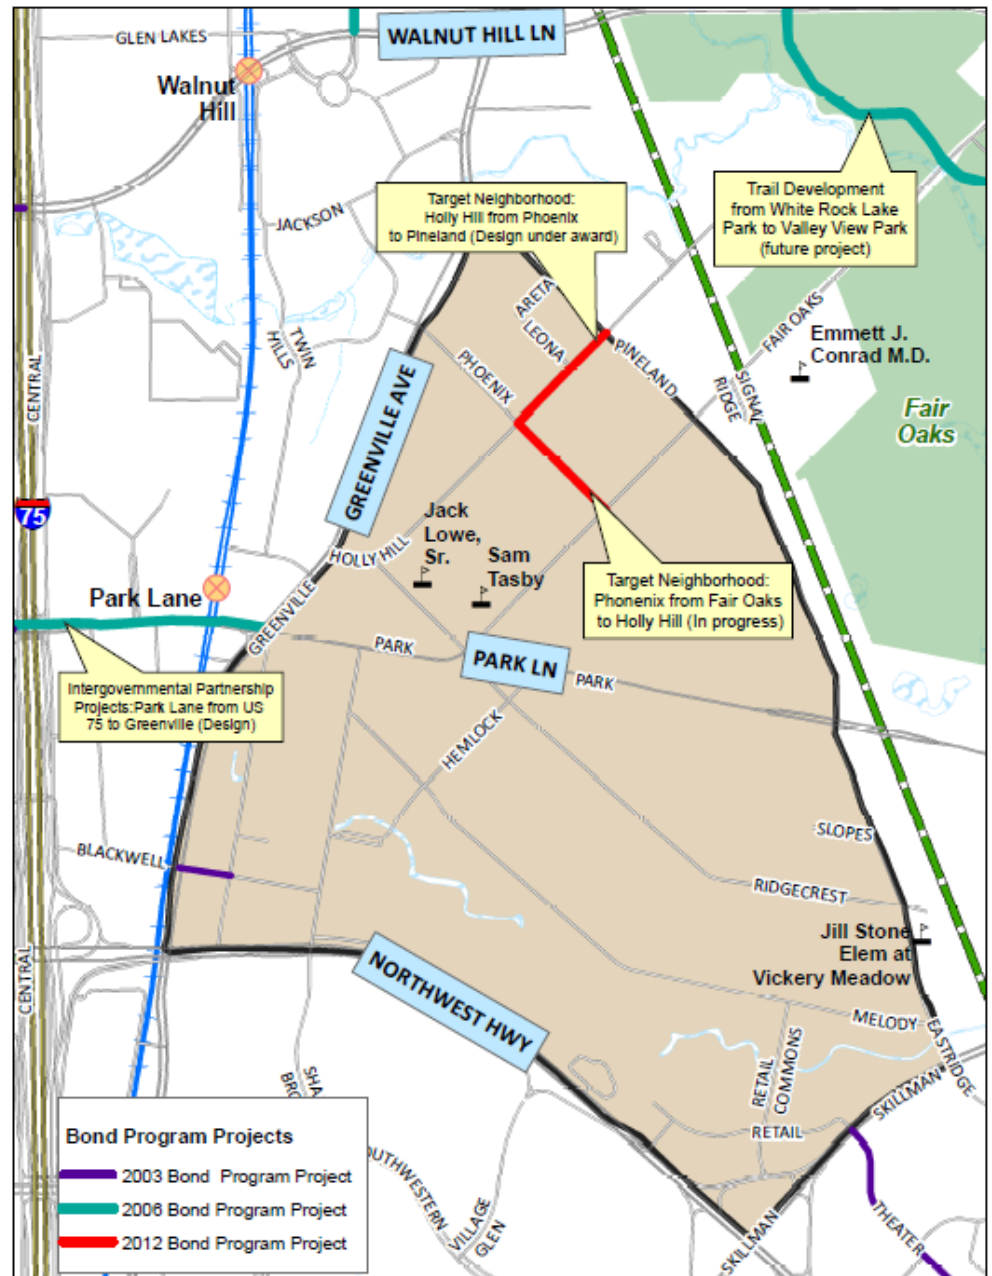 GLEN LAKES
WALNUT HILL LN
Walnut
Hill
JACKSON
Target Neighborhood:
Holly Hill from Phoenix
to Pineland (Design under award)
Trail Development
from White Rock Lake
Park to Valley View Park
(future project)
ARETA
LEONA
PINELAND
FAIR OAKS
Emmett J.
Conrad M.D.
TWIN
HILLS
PHOENIX
SIGNAL
RIDGE
CENTRAL
GREENVILLE AVE
Fair
Oaks
75
Jack
Lowe,
Sr.
HOLLY HILL
Sam
Tasby
Target Neighborhood:
Phonenix from Fair Oaks
to Holly Hill (In progress)
Park Lane
GREENVILLE
PARK
PARK LN
PARK
Intergovernmental Partnership
Projects:Park Lane from US
75 to Greenville (Design)
HEMLOCK
SLOPES
BLACKWELL
RIDGECREST
Jill Stone
Elem at
Vickery Meadow
CENTRAL
NORTHWEST HWY
MELODY
EASTRIDGE
RETAIL
COMMONS
SKILLMAN
RETAIL
SHA
BRO
Bond Program Projects
2003 Bond Program Project
2006 Bond Program Project
2012 Bond Program Project
OUTHWESTERN
VILLAGE
GLEN
THEATER
SKILLMAN